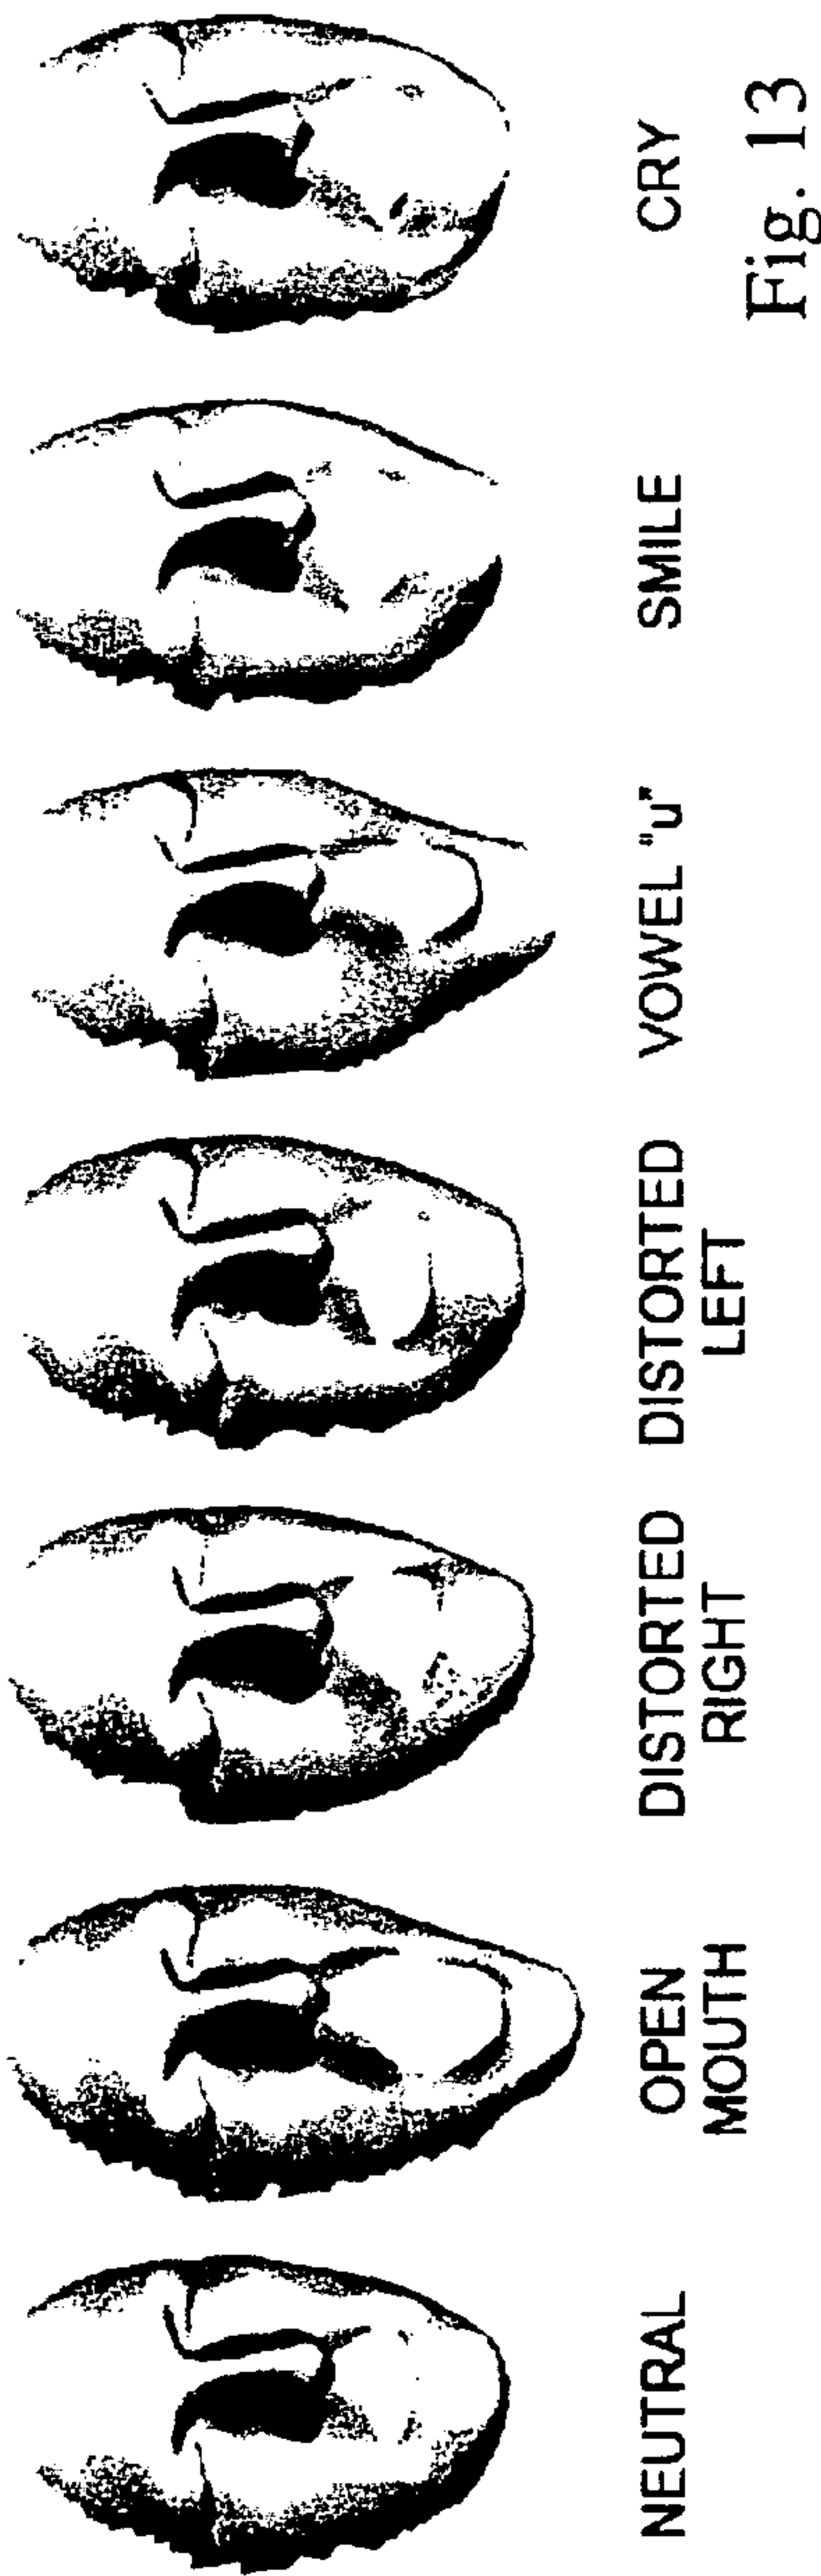 NEUTRAL
OPEN
MOUTH
DISTORTED
RIGHT
DISTORTED
LEFT
VOWEL "u"
SMILE
CRY
Fig. 13